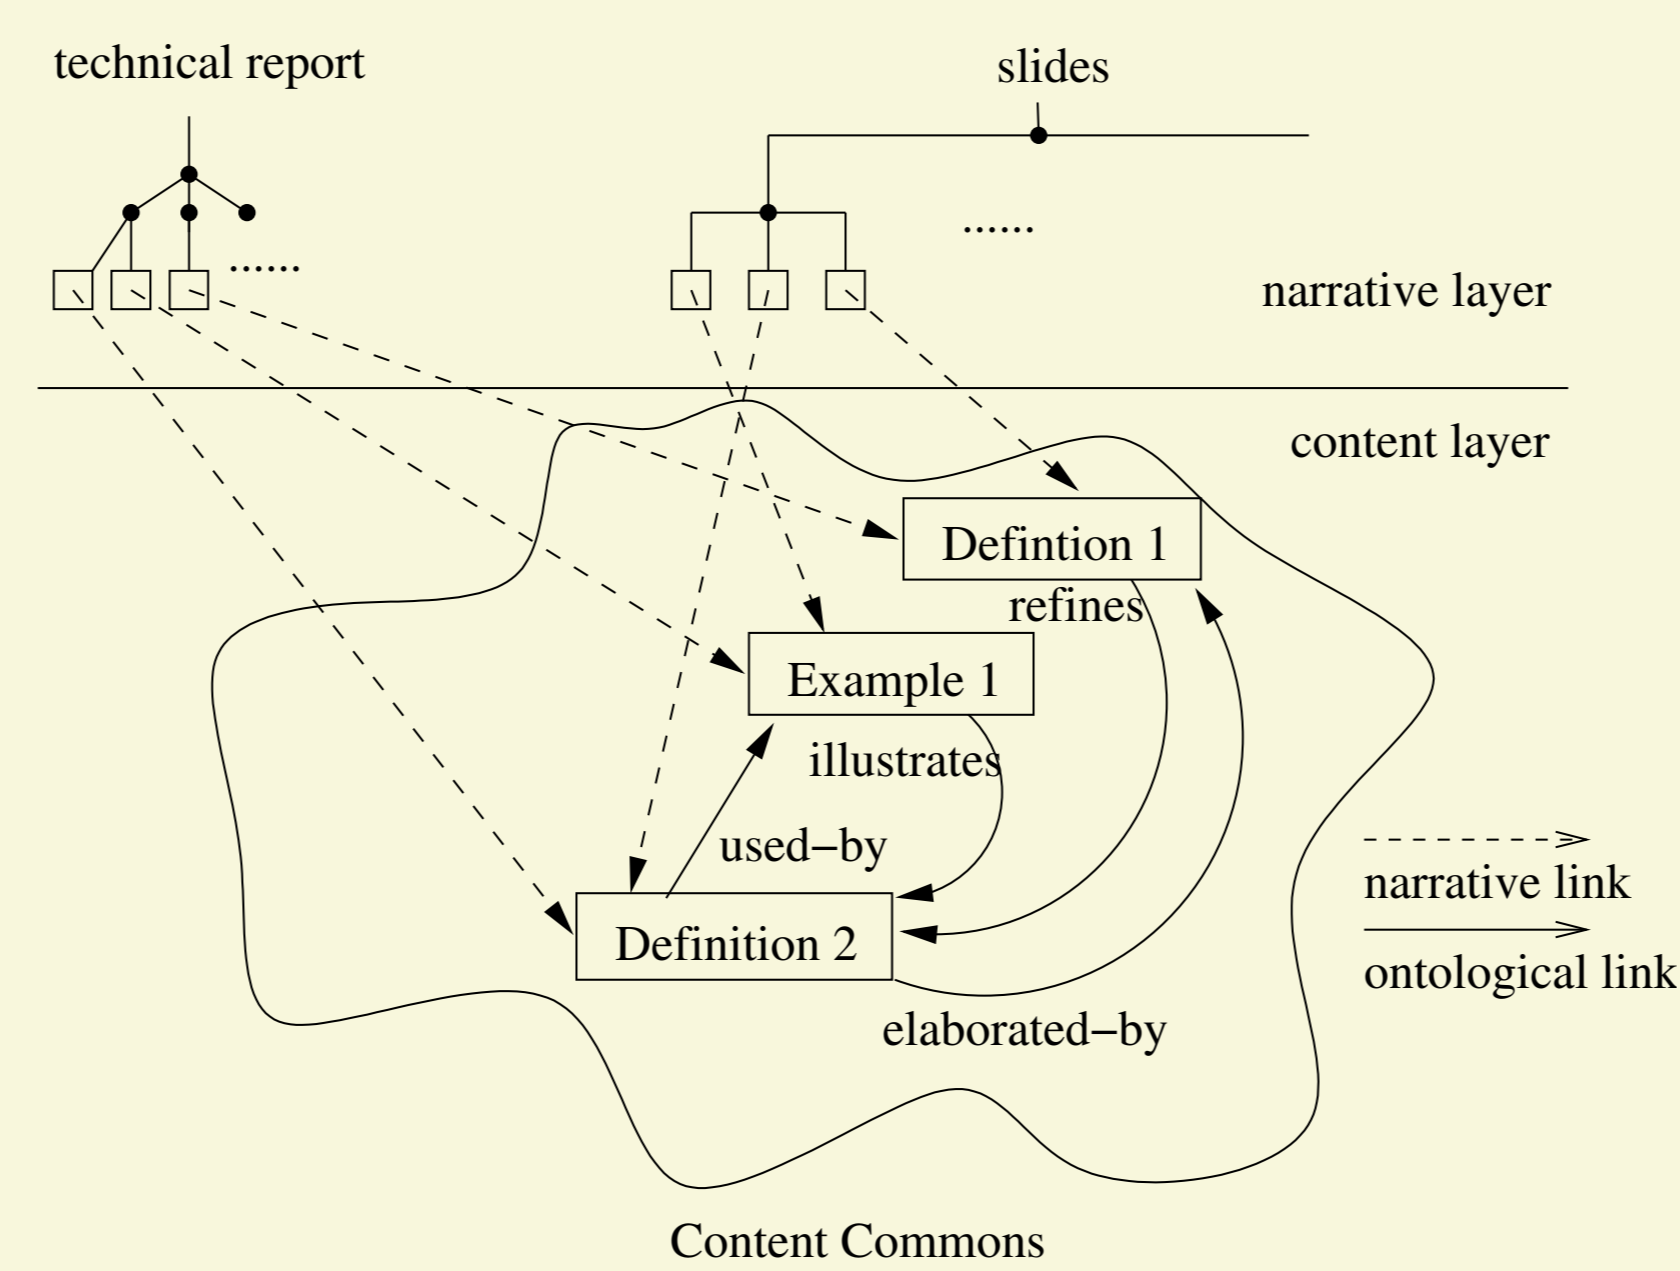 technical report
slides
......
......
narrative layer
content layer
Defintion 1
refines
Example 1
illustrates
used−by
narrative link
Definition 2
ontological link
elaborated−by
Content Commons